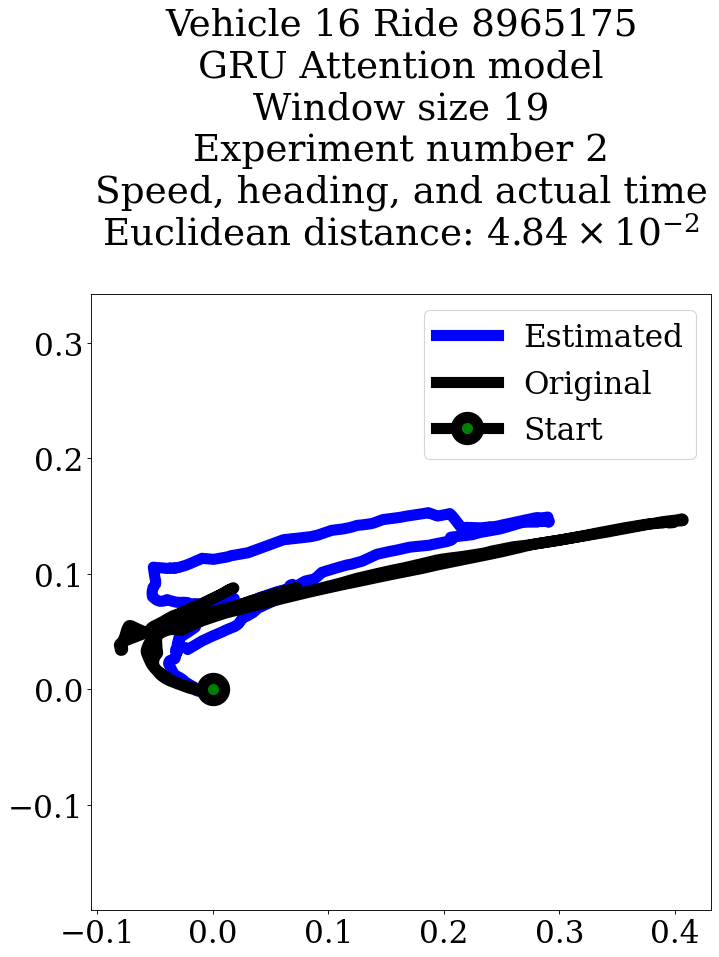 Vehicle 16 Ride 8965175
GRU Attention model
Window size 19
Experiment number 2
Speed, heading, and actual time
Euclidean distance: 4.84 × 10⁻²
Estimated
Original
Start
0.3
0.2
0.1
0.0
−0.1
−0.1 0.0 0.1 0.2 0.3 0.4